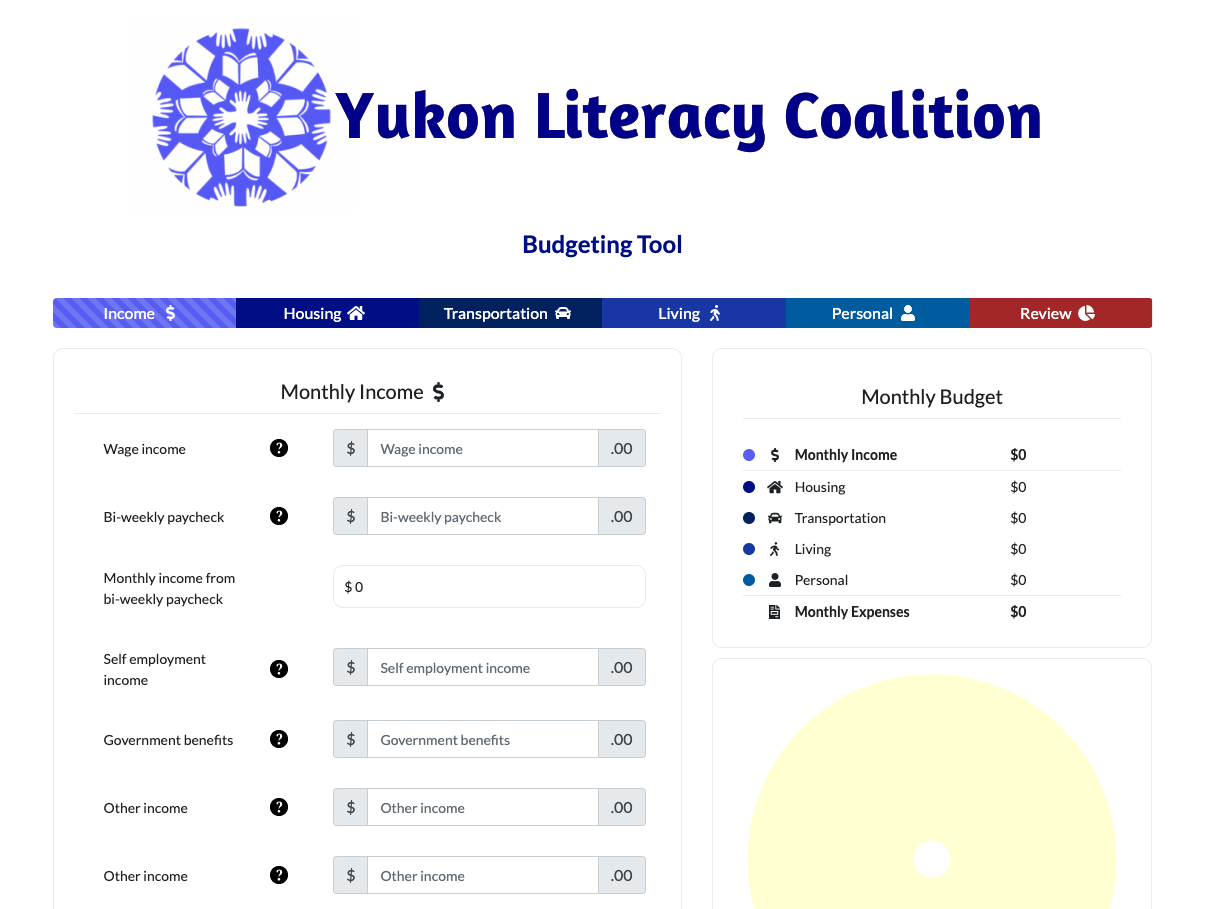 Yukon Literacy Coalition
Budgeting Tool
Income $
Housing
Transportation
Living
Personal
Review
Monthly Income $
Wage income ? $ Wage income .00
Bi-weekly paycheck ? $ Bi-weekly paycheck .00
Monthly income from
bi-weekly paycheck
$ 0
Self employment
income
? $ Self employment income .00
Government benefits ? $ Government benefits .00
Other income ? $ Other income .00
Other income ? $ Other income .00
Monthly Budget
$ Monthly Income $0
Housing $0
Transportation $0
Living $0
Personal $0
Monthly Expenses $0